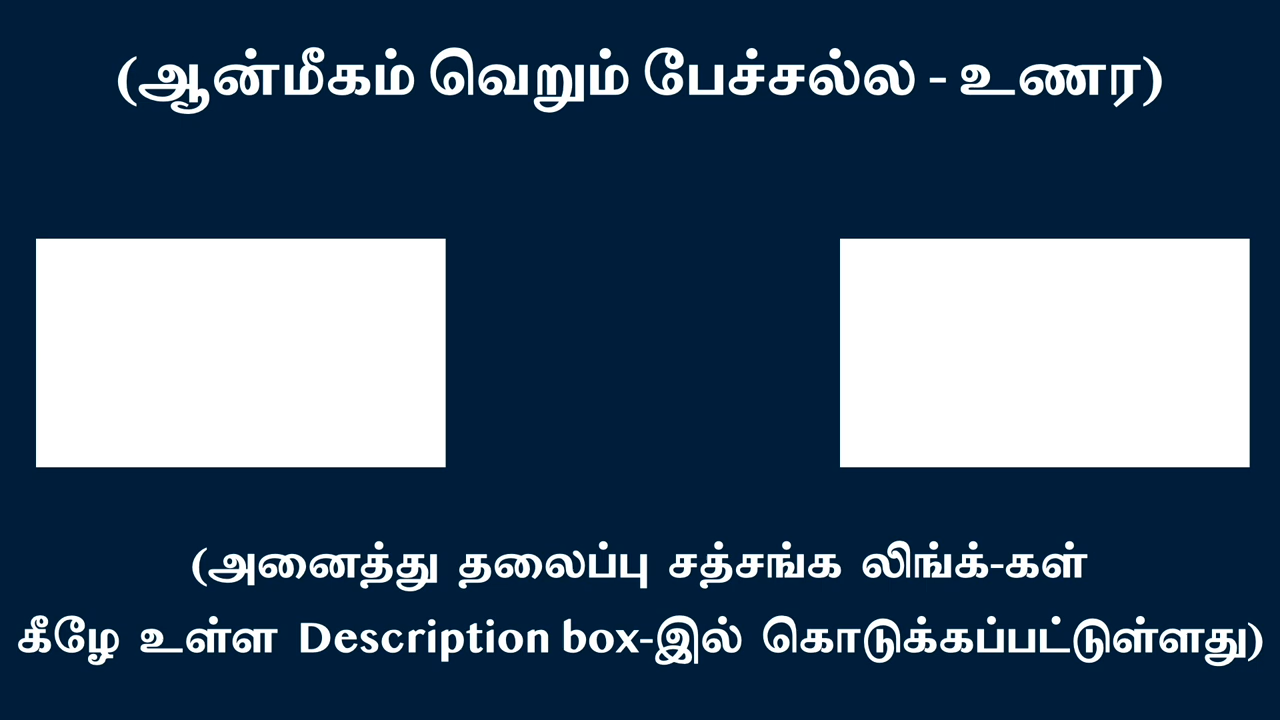 (ஆன்மீகம் வெறும் பேச்சல்ல - உணர)
(அனைத்து தலைப்பு சத்சங்க லிங்க்-கள்
கீழே உள்ள Description box-இல் கொடுக்கப்பட்டுள்ளது)